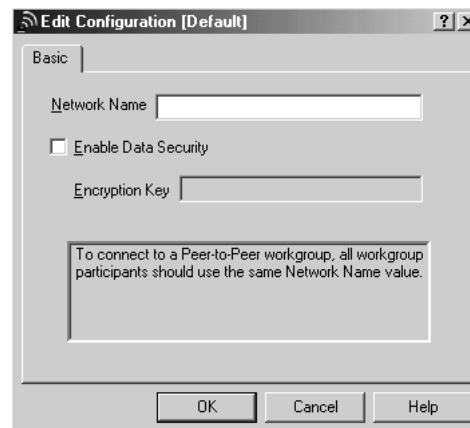 Edit Configuration [Default]
Basic
Network Name
Enable Data Security
Encryption Key
To connect to a Peer-to-Peer workgroup, all workgroup
participants should use the same Network Name value.
OK
Cancel
Help